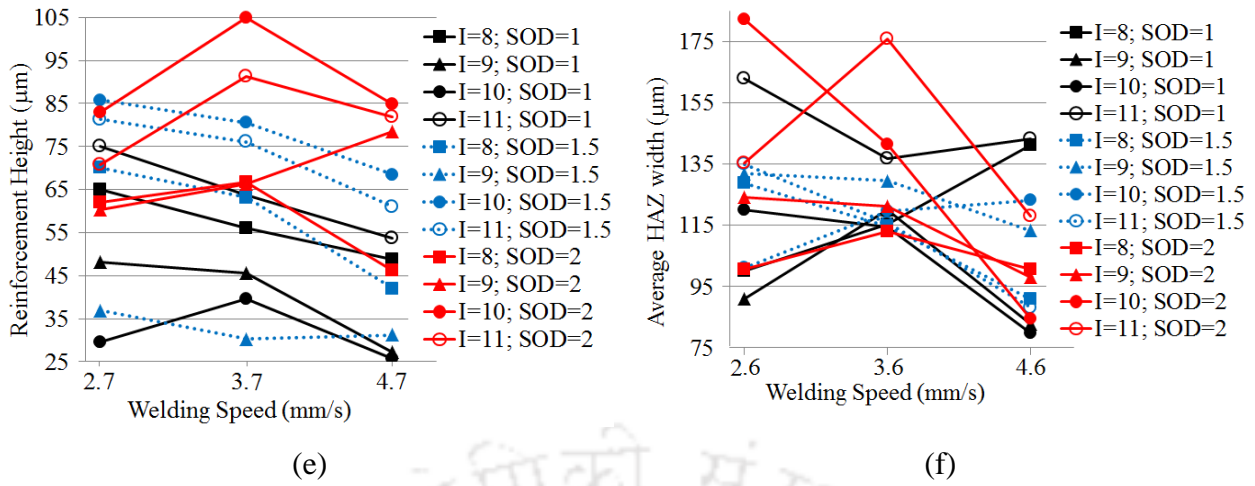 105
95
85
75
65
55
45
35
25
Reinforcement Height (µm)
2.7 3.7 4.7
Welding Speed (mm/s)
I=8; SOD=1
I=9; SOD=1
I=10; SOD=1
I=11; SOD=1
I=8; SOD=1.5
I=9; SOD=1.5
I=10; SOD=1.5
I=11; SOD=1.5
I=8; SOD=2
I=9; SOD=2
I=10; SOD=2
I=11; SOD=2
(e)
175
155
135
115
95
75
Average HAZ width (µm)
2.6 3.6 4.6
Welding Speed (mm/s)
I=8; SOD=1
I=9; SOD=1
I=10; SOD=1
I=11; SOD=1
I=8; SOD=1.5
I=9; SOD=1.5
I=10; SOD=1.5
I=11; SOD=1.5
I=8; SOD=2
I=9; SOD=2
I=10; SOD=2
I=11; SOD=2
(f)